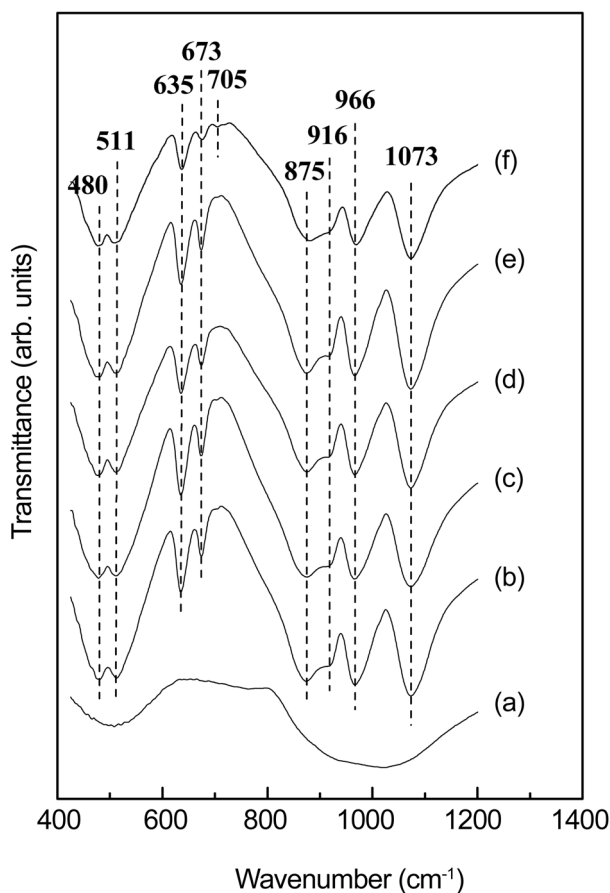 673
635 705
966
511 916
480 875 1073
(f)
(e)
(d)
(c)
(b)
(a)
Transmittance (arb. units)
400 600 800 1000 1200 1400
Wavenumber (cm⁻¹)